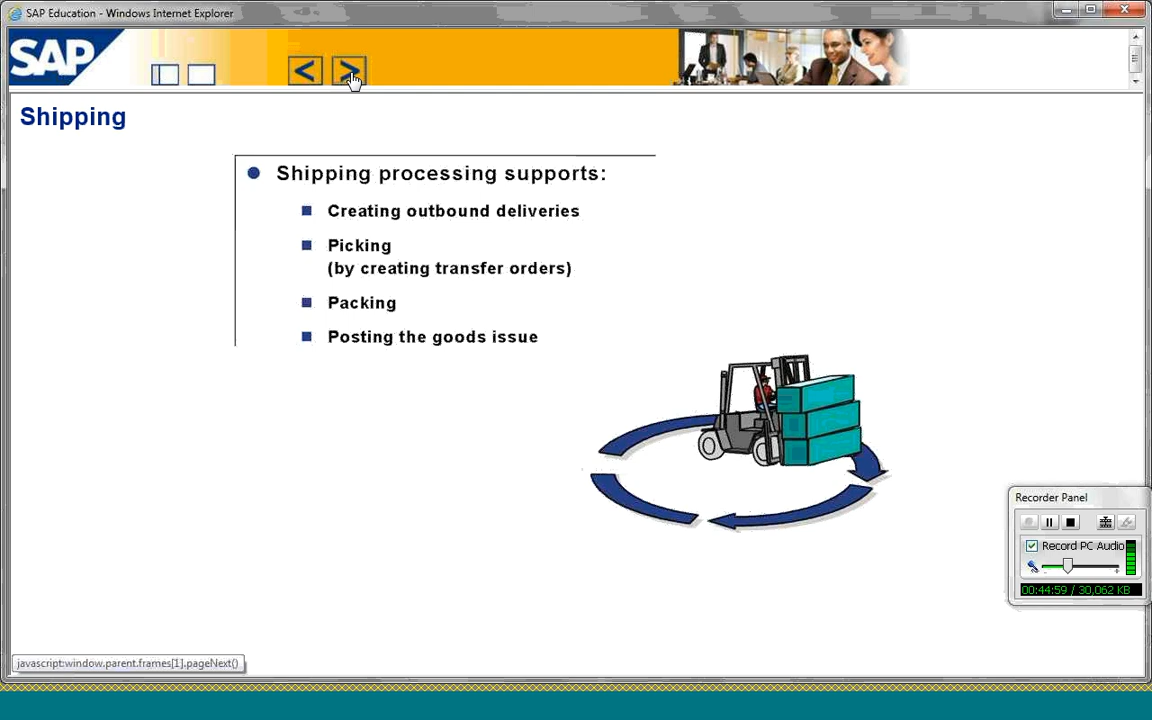 SAP Education - Windows Internet Explorer
SAP
Shipping
Shipping processing supports:
Creating outbound deliveries
Picking
(by creating transfer orders)
Packing
Posting the goods issue
Recorder Panel
Record PC Audio
00:44:59 / 30,062 KB
javascript:window.parent.frames[1].pageNext()